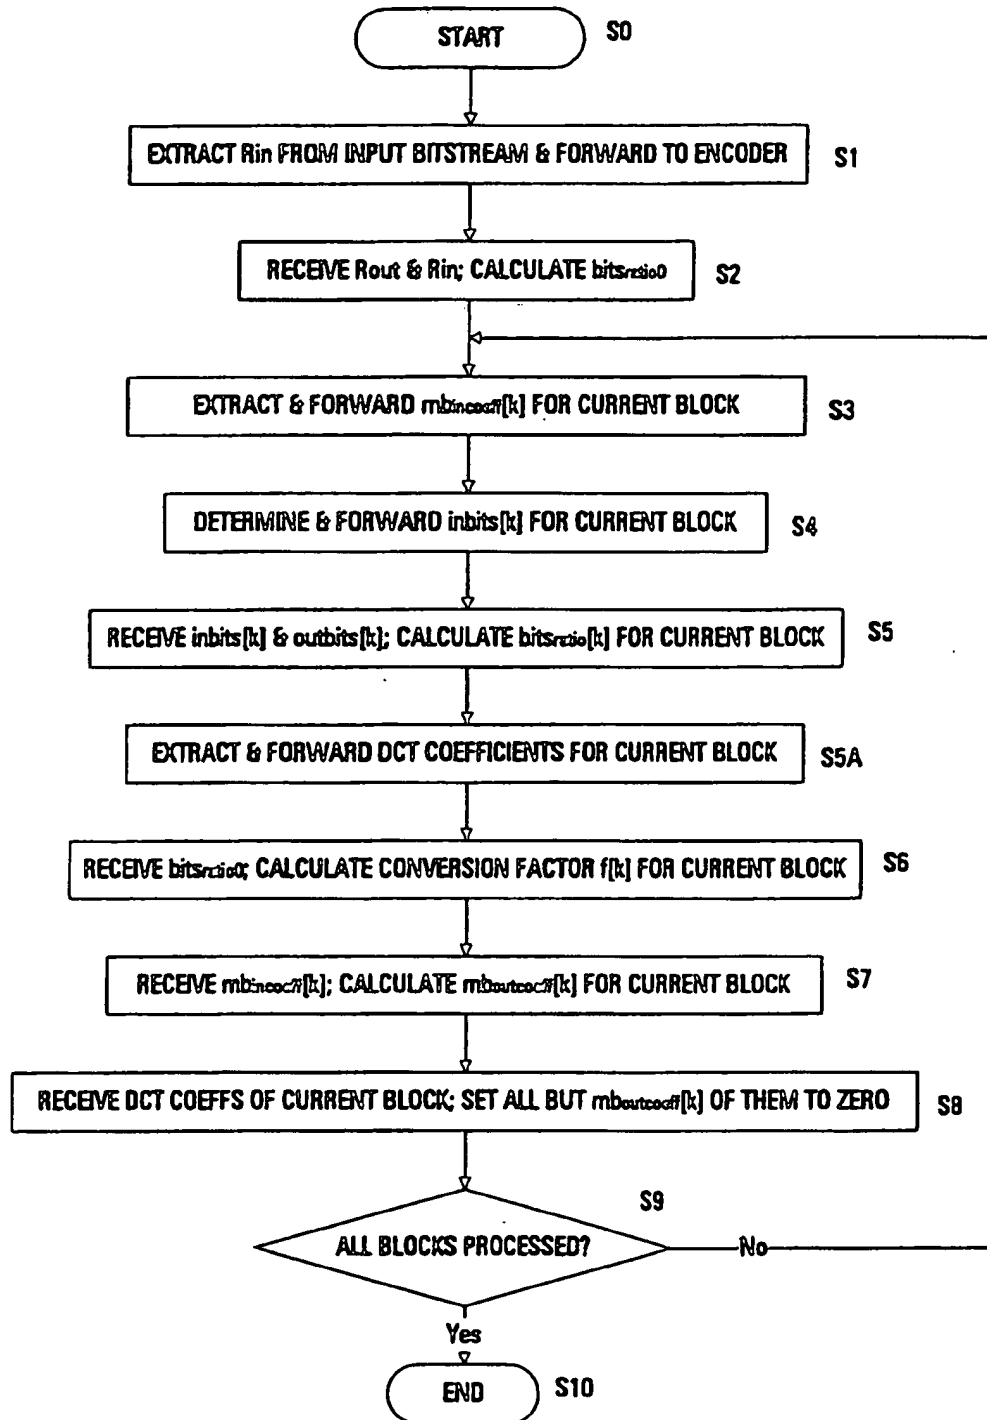 START S0
EXTRACT Rin FROM INPUT BITSTREAM & FORWARD TO ENCODER S1
RECEIVE Rout & Rin; CALCULATE bitsratio0 S2
EXTRACT & FORWARD mbincoeff[k] FOR CURRENT BLOCK S3
DETERMINE & FORWARD inbits[k] FOR CURRENT BLOCK S4
RECEIVE inbits[k] & outbits[k]; CALCULATE bitsratio[k] FOR CURRENT BLOCK S5
EXTRACT & FORWARD DCT COEFFICIENTS FOR CURRENT BLOCK S5A
RECEIVE bitsratio0; CALCULATE CONVERSION FACTOR f[k] FOR CURRENT BLOCK S6
RECEIVE mbincoeff[k]; CALCULATE mboutcoeff[k] FOR CURRENT BLOCK S7
RECEIVE DCT COEFFS OF CURRENT BLOCK; SET ALL BUT mboutcoeff[k] OF THEM TO ZERO S8
S9
ALL BLOCKS PROCESSED? No
Yes
END S10